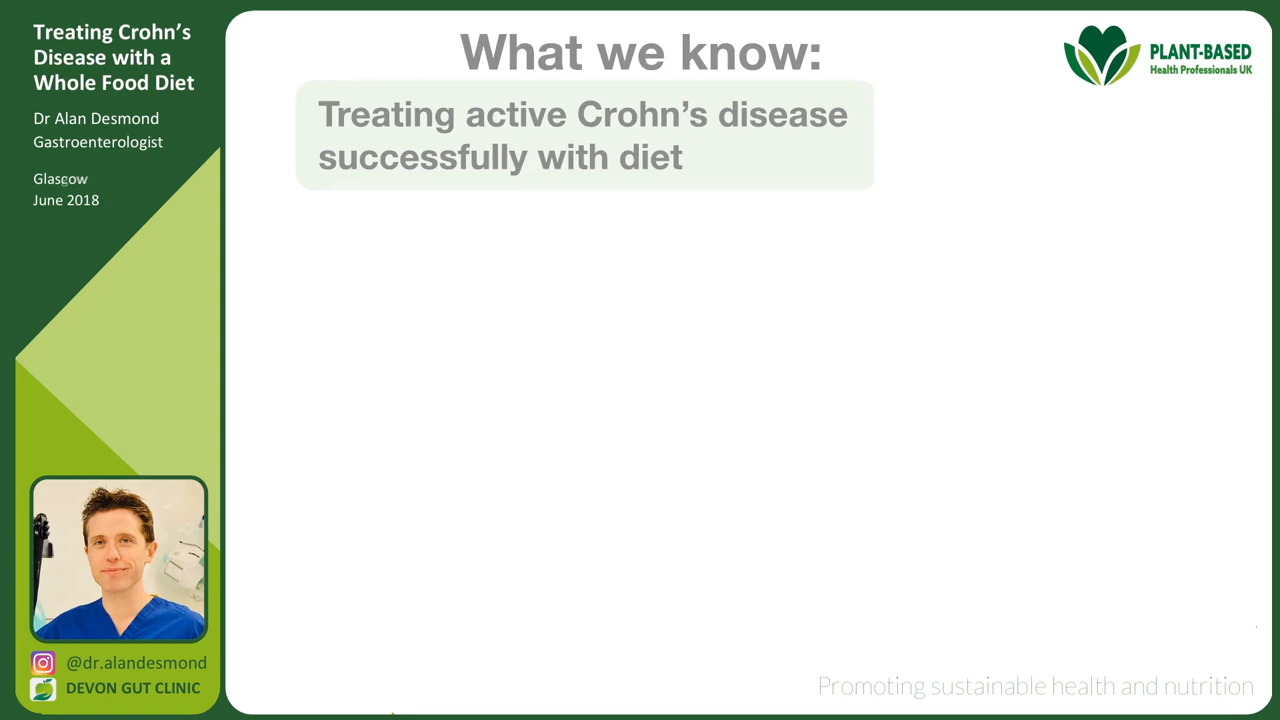 Treating Crohn’s
Disease with a
Whole Food Diet
Dr Alan Desmond
Gastroenterologist
Glasgow
June 2018
@dr.alandesmond
DEVON GUT CLINIC
What we know:
Treating active Crohn’s disease
successfully with diet
PLANT-BASED
Health Professionals UK
Promoting sustainable health and nutrition